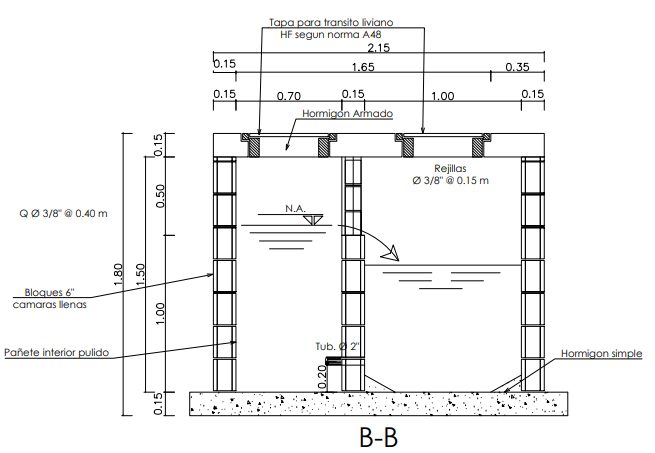 Tapa para transito liviano
HF segun norma A48
2.15
0.15
1.65
0.35
0.15
0.70
0.15
1.00
0.15
Hormigon Armado
0.15
Rejillas
Ø 3/8" @ 0.15 m
0.50
Q Ø 3/8" @ 0.40 m
N.A.
1.80
1.50
Bloques 6"
camaras llenas
1.00
Pañete interior pulido
Tub. Ø 2"
Hormigon simple
0.20
0.15
B-B